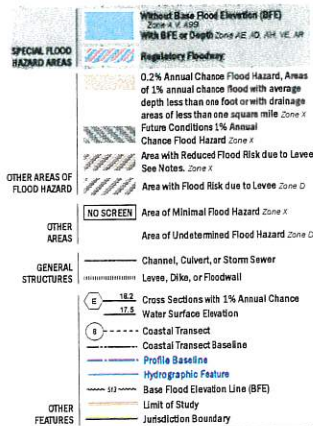 Without Base Flood Elevation (BFE)
Zone A, V, A99
With BFE or Depth Zone AE, AO, AH, VE, AR
SPECIAL FLOOD
HAZARD AREAS
Regulatory Floodway
0.2% Annual Chance Flood Hazard, Areas
of 1% annual chance flood with average
depth less than one foot or with drainage
areas of less than one square mile Zone X
Future Conditions 1% Annual
Chance Flood Hazard Zone X
Area with Reduced Flood Risk due to Levee
See Notes. Zone X
OTHER AREAS OF
FLOOD HAZARD
Area with Flood Risk due to Levee Zone D
NO SCREEN Area of Minimal Flood Hazard Zone X
OTHER
AREAS
Area of Undetermined Flood Hazard Zone D
GENERAL
STRUCTURES
Channel, Culvert, or Storm Sewer
Levee, Dike, or Floodwall
E 18.2 Cross Sections with 1% Annual Chance
17.5 Water Surface Elevation
8 Coastal Transect
Coastal Transect Baseline
Profile Baseline
Hydrographic Feature
513 Base Flood Elevation Line (BFE)
OTHER
FEATURES
Limit of Study
Jurisdiction Boundary